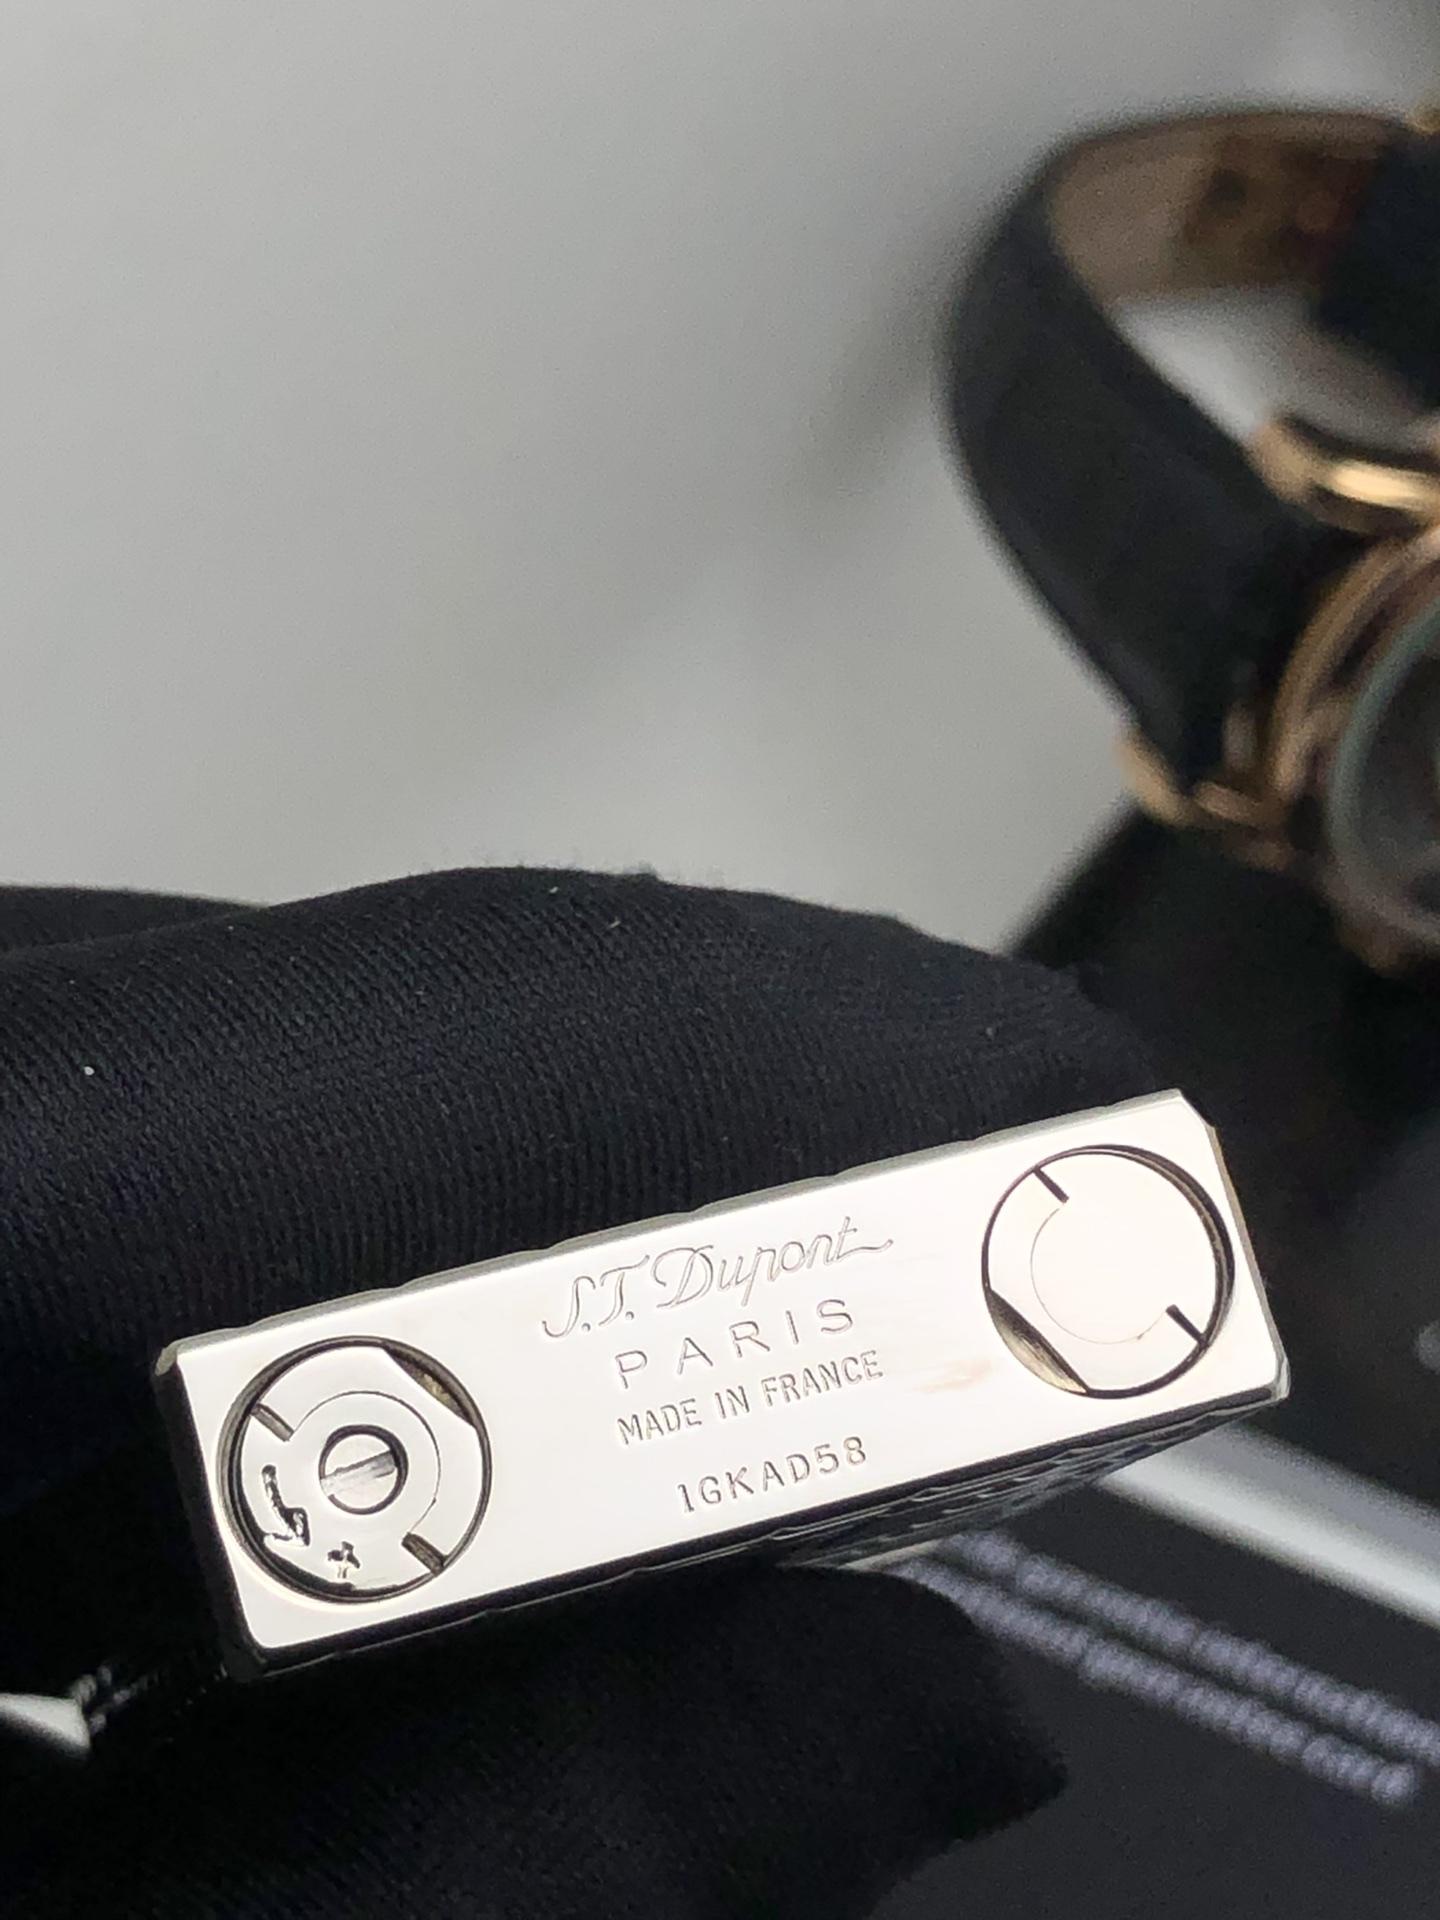 S.T. Dupont
PARIS
MADE IN FRANCE
1GKAD58